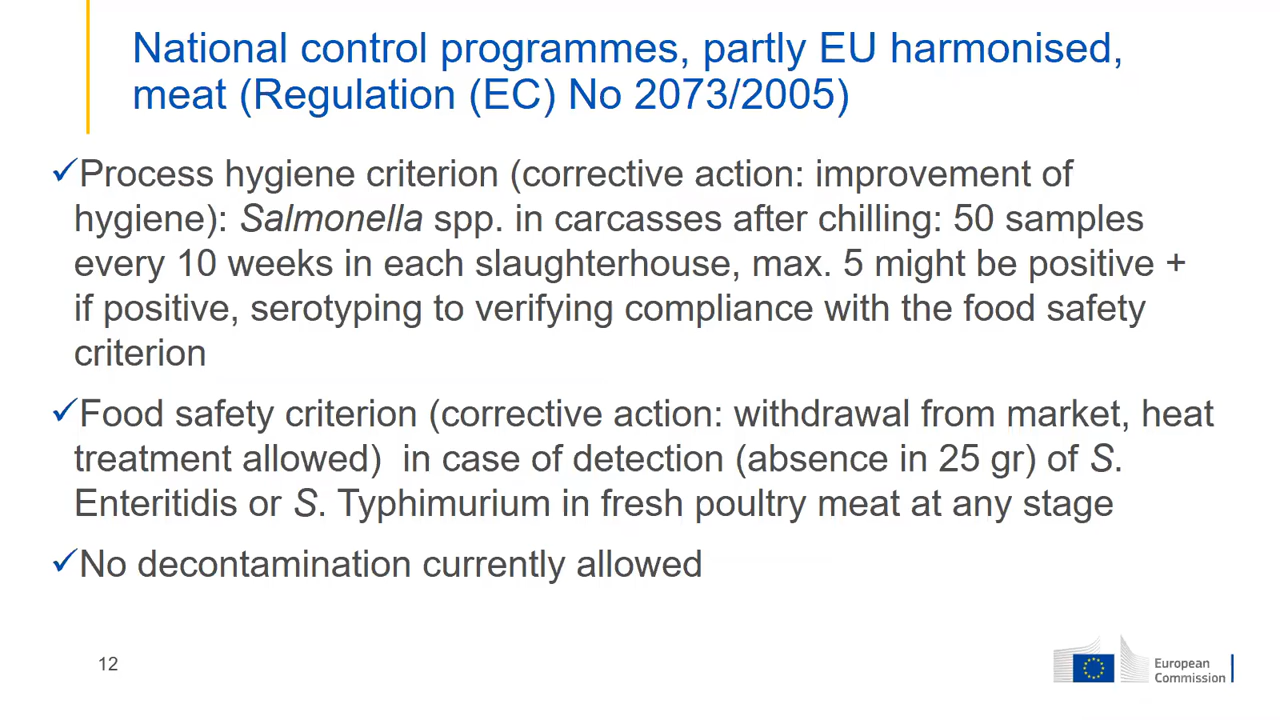 National control programmes, partly EU harmonised,
meat (Regulation (EC) No 2073/2005)
✓Process hygiene criterion (corrective action: improvement of
hygiene): Salmonella spp. in carcasses after chilling: 50 samples
every 10 weeks in each slaughterhouse, max. 5 might be positive +
if positive, serotyping to verifying compliance with the food safety
criterion
✓Food safety criterion (corrective action: withdrawal from market, heat
treatment allowed)  in case of detection (absence in 25 gr) of S.
Enteritidis or S. Typhimurium in fresh poultry meat at any stage
✓No decontamination currently allowed
12
European
Commission